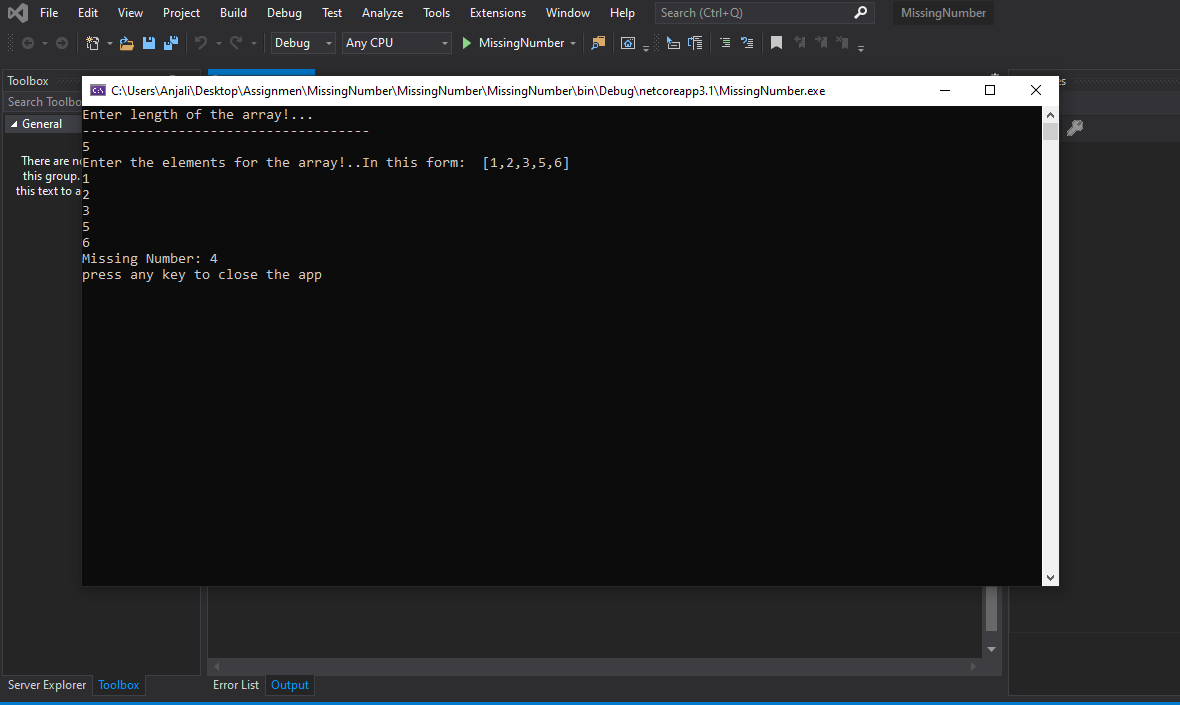 File Edit View Project Build Debug Test Analyze Tools Extensions Window Help Search (Ctrl+Q) MissingNumber
Debug Any CPU MissingNumber
Toolbox
Search Toolbo
General
There are n
this group.
this text to a
C:\Users\Anjali\Desktop\Assignmen\MissingNumber\MissingNumber\MissingNumber\bin\Debug\netcoreapp3.1\MissingNumber.exe
Enter length of the array!...
------------------------------------
5
Enter the elements for the array!..In this form:  [1,2,3,5,6]
1
2
3
5
6
Missing Number: 4
press any key to close the app
Server Explorer Toolbox Error List Output